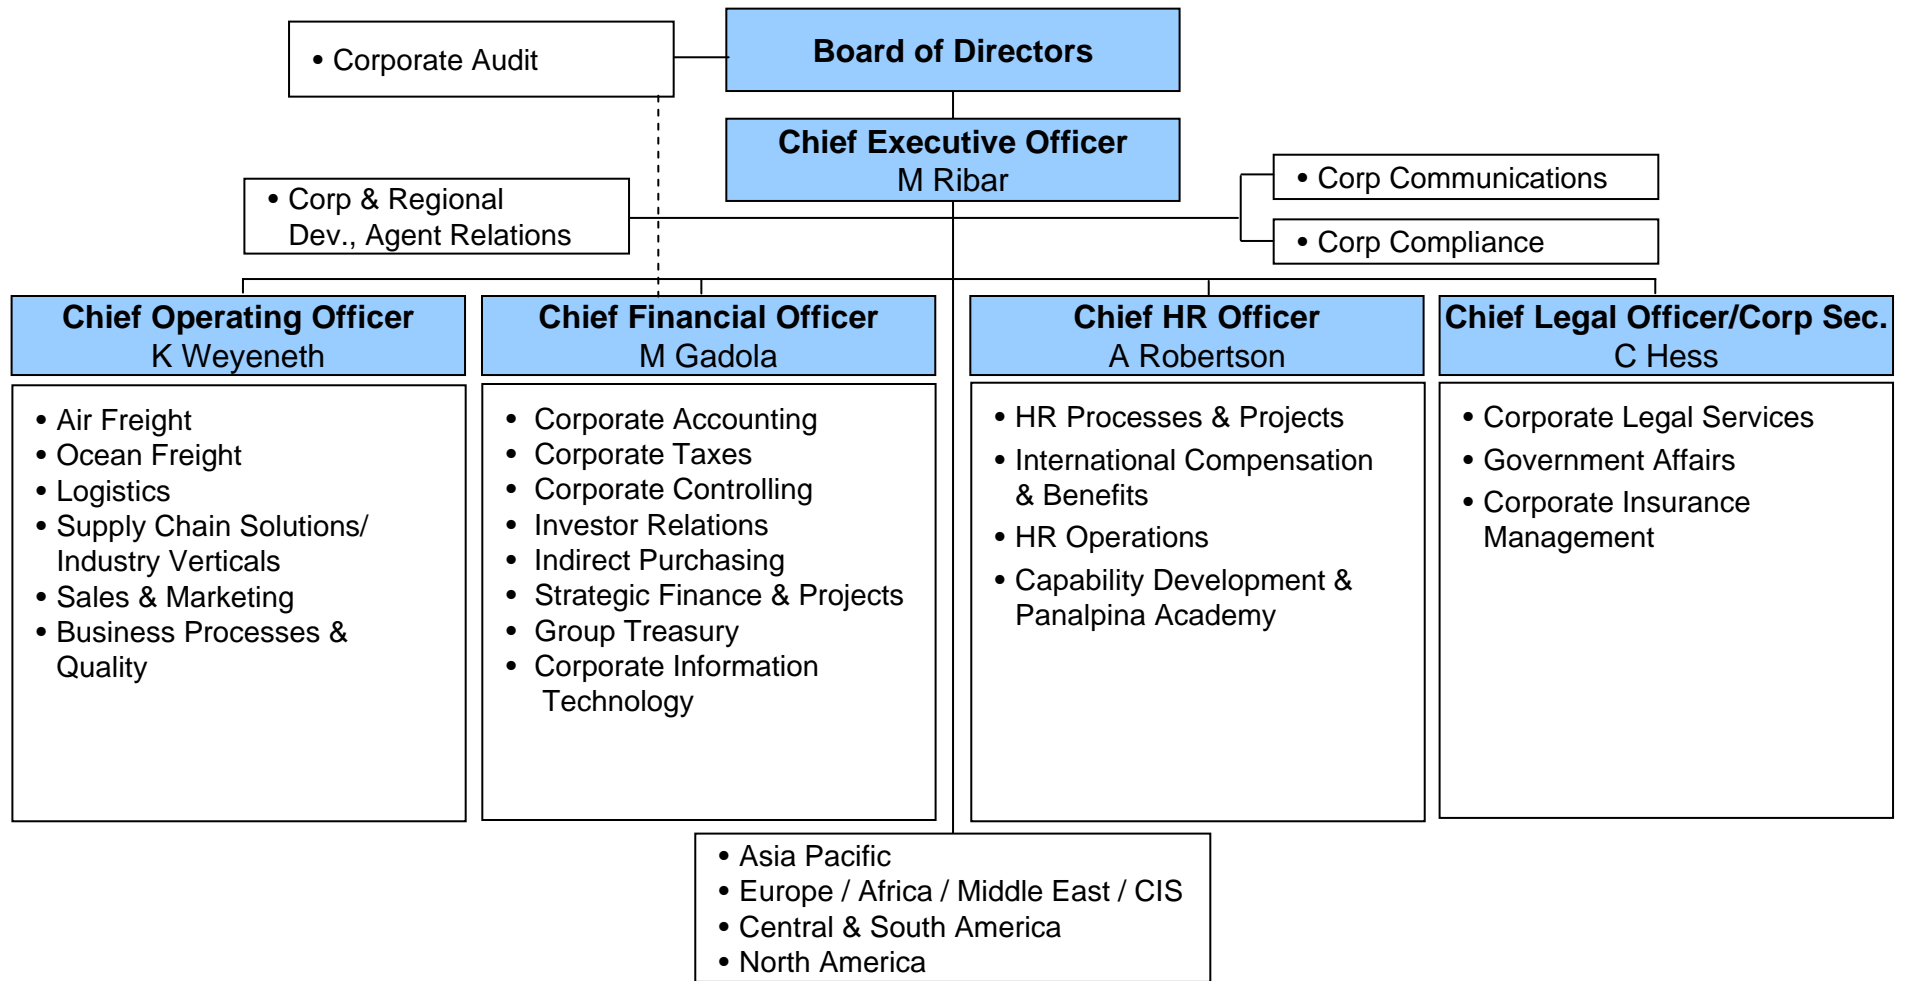 • Corporate Audit
Board of Directors
Chief Executive Officer
M Ribar
• Corp & Regional
Dev., Agent Relations
• Corp Communications
• Corp Compliance
Chief Operating Officer
K Weyeneth
• Air Freight
• Ocean Freight
• Logistics
• Supply Chain Solutions/
Industry Verticals
• Sales & Marketing
• Business Processes &
Quality
Chief Financial Officer
M Gadola
• Corporate Accounting
• Corporate Taxes
• Corporate Controlling
• Investor Relations
• Indirect Purchasing
• Strategic Finance & Projects
• Group Treasury
• Corporate Information
Technology
Chief HR Officer
A Robertson
• HR Processes & Projects
• International Compensation
& Benefits
• HR Operations
• Capability Development &
Panalpina Academy
Chief Legal Officer/Corp Sec.
C Hess
• Corporate Legal Services
• Government Affairs
• Corporate Insurance
Management
• Asia Pacific
• Europe / Africa / Middle East / CIS
• Central & South America
• North America